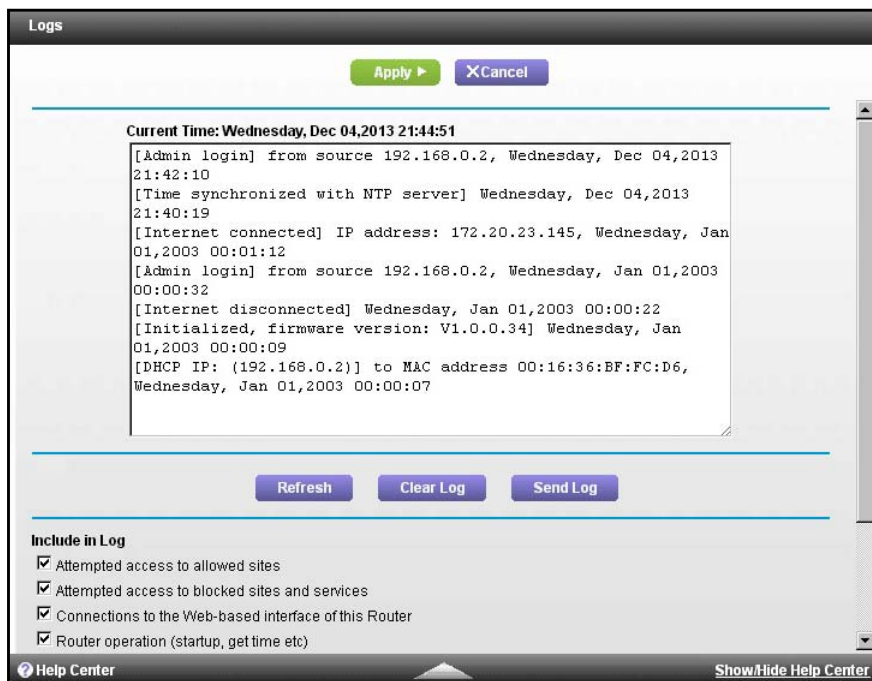 Logs
Apply
Cancel
Current Time: Wednesday, Dec 04,2013 21:44:51
[Admin login] from source 192.168.0.2, Wednesday, Dec 04,2013
21:42:10
[Time synchronized with NTP server] Wednesday, Dec 04,2013
21:40:19
[Internet connected] IP address: 172.20.23.145, Wednesday, Jan
01,2003 00:01:12
[Admin login] from source 192.168.0.2, Wednesday, Jan 01,2003
00:00:32
[Internet disconnected] Wednesday, Jan 01,2003 00:00:22
[Initialized, firmware version: V1.0.0.34] Wednesday, Jan
01,2003 00:00:09
[DHCP IP: (192.168.0.2)] to MAC address 00:16:36:BF:FC:D6,
Wednesday, Jan 01,2003 00:00:07
Refresh
Clear Log
Send Log
Include in Log
Attempted access to allowed sites
Attempted access to blocked sites and services
Connections to the Web-based interface of this Router
Router operation (startup, get time etc)
Help Center
Show/Hide Help Center